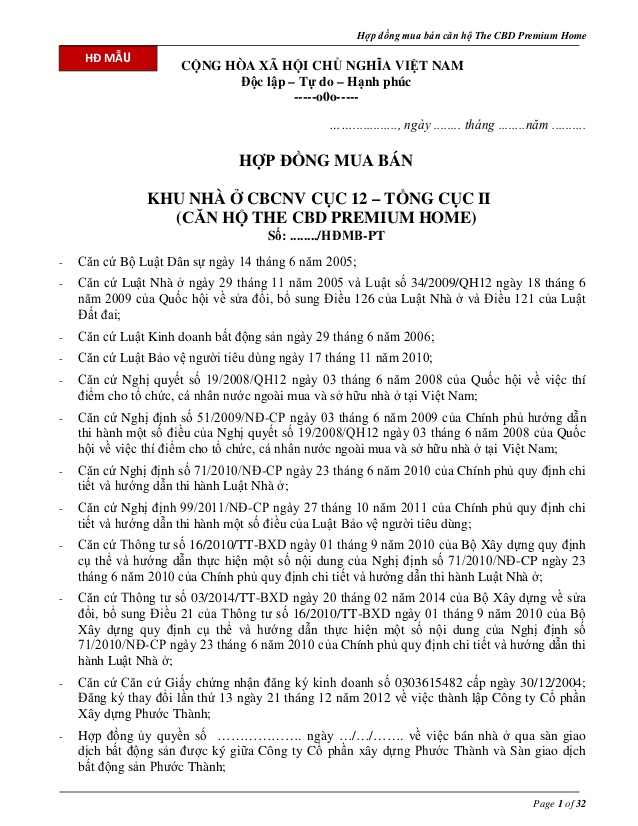 Hợp đồng mua bán căn hộ The CBD Premium Home
HĐ MẪU
CỘNG HÒA XÃ HỘI CHỦ NGHĨA VIỆT NAM
Độc lập – Tự do – Hạnh phúc
-----o0o-----
...................., ngày ........ tháng ........năm ..........
HỢP ĐỒNG MUA BÁN
KHU NHÀ Ở CBCNV CỤC 12 – TỔNG CỤC II
(CĂN HỘ THE CBD PREMIUM HOME)
Số: ......../HĐMB-PT
- Căn cứ Bộ Luật Dân sự ngày 14 tháng 6 năm 2005;
- Căn cứ Luật Nhà ở ngày 29 tháng 11 năm 2005 và Luật số 34/2009/QH12 ngày 18 tháng 6
năm 2009 của Quốc hội về sửa đổi, bổ sung Điều 126 của Luật Nhà ở và Điều 121 của Luật
Đất đai;
- Căn cứ Luật Kinh doanh bất động sản ngày 29 tháng 6 năm 2006;
- Căn cứ Luật Bảo vệ người tiêu dùng ngày 17 tháng 11 năm 2010;
- Căn cứ Nghị quyết số 19/2008/QH12 ngày 03 tháng 6 năm 2008 của Quốc hội về việc thí
điểm cho tổ chức, cá nhân nước ngoài mua và sở hữu nhà ở tại Việt Nam;
- Căn cứ Nghị định số 51/2009/NĐ-CP ngày 03 tháng 6 năm 2009 của Chính phủ hướng dẫn
thi hành một số điều của Nghị quyết số 19/2008/QH12 ngày 03 tháng 6 năm 2008 của Quốc
hội về việc thí điểm cho tổ chức, cá nhân nước ngoài mua và sở hữu nhà ở tại Việt Nam;
- Căn cứ Nghị định số 71/2010/NĐ-CP ngày 23 tháng 6 năm 2010 của Chính phủ quy định chi
tiết và hướng dẫn thi hành Luật Nhà ở;
- Căn cứ Nghị định 99/2011/NĐ-CP ngày 27 tháng 10 năm 2011 của Chính phủ quy định chi
tiết và hướng dẫn thi hành một số điều của Luật Bảo vệ người tiêu dùng;
- Căn cứ Thông tư số 16/2010/TT-BXD ngày 01 tháng 9 năm 2010 của Bộ Xây dựng quy định
cụ thể và hướng dẫn thực hiện một số nội dung của Nghị định số 71/2010/NĐ-CP ngày 23
tháng 6 năm 2010 của Chính phủ quy định chi tiết và hướng dẫn thi hành Luật Nhà ở;
- Căn cứ Thông tư số 03/2014/TT-BXD ngày 20 tháng 02 năm 2014 của Bộ Xây dựng về sửa
đổi, bổ sung Điều 21 của Thông tư số 16/2010/TT-BXD ngày 01 tháng 9 năm 2010 của Bộ
Xây dựng quy định cụ thể và hướng dẫn thực hiện một số nội dung của Nghị định số
71/2010/NĐ-CP ngày 23 tháng 6 năm 2010 của Chính phủ quy định chi tiết và hướng dẫn thi
hành Luật Nhà ở;
- Căn cứ Căn cứ Giấy chứng nhận đăng ký kinh doanh số 0303615482 cấp ngày 30/12/2004;
Đăng ký thay đổi lần thứ 13 ngày 21 tháng 12 năm 2012 về việc thành lập Công ty Cổ phần
Xây dựng Phước Thành;
- Hợp đồng ủy quyền số ……………… ngày …/…/……. về việc bán nhà ở qua sàn giao
dịch bất động sản được ký giữa Công ty Cổ phần xây dựng Phước Thành và Sàn giao dịch
bất động sản Phước Thành;
Page 1 of 32